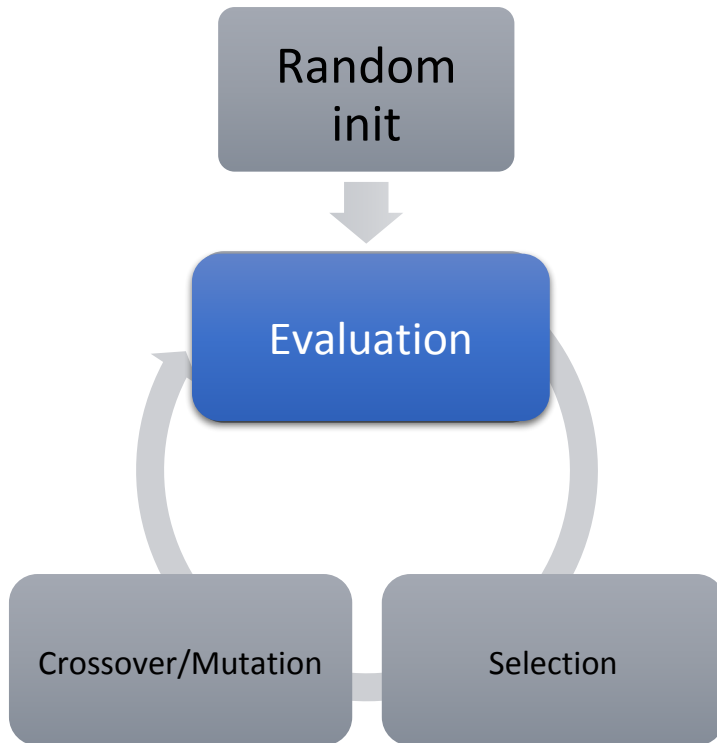 Random
init
Evaluation
Crossover/Mutation
Selection